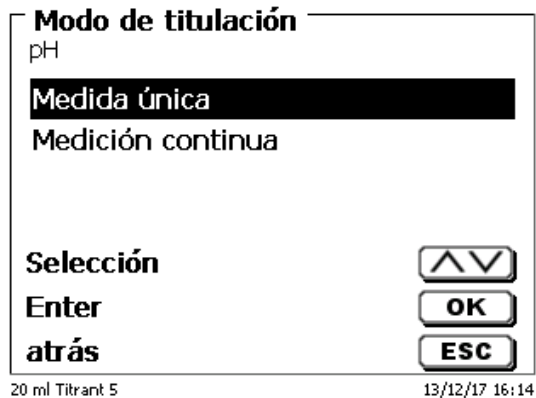 Modo de titulación
pH
Medida única
Medición continua
Selección
Enter OK
atrás ESC
20 ml Titrant 5 13/12/17 16:14